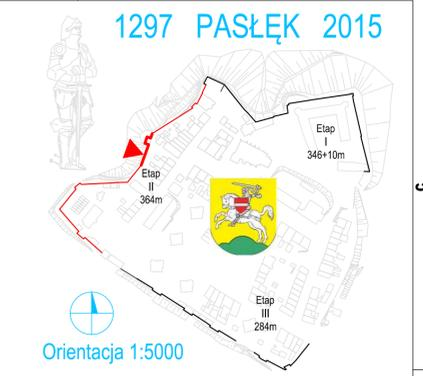 1297 PASŁĘK 2015
Etap
I
346+10m
Etap
II
364m
Etap
III
284m
Orientacja 1:5000